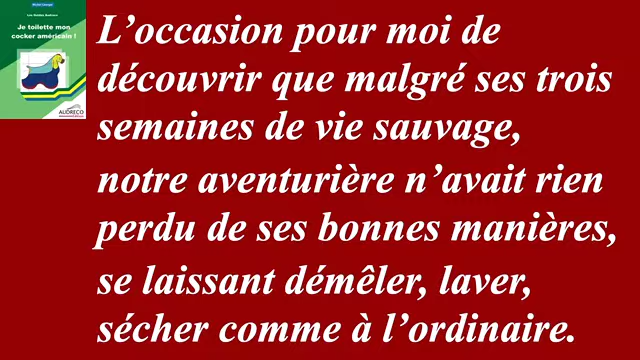 Je toilette mon
cocker américain !
AUDRECO
L’occasion pour moi de
découvrir que malgré ses trois
semaines de vie sauvage,
notre aventurière n’avait rien
perdu de ses bonnes manières,
se laissant démêler, laver,
sécher comme à l’ordinaire.